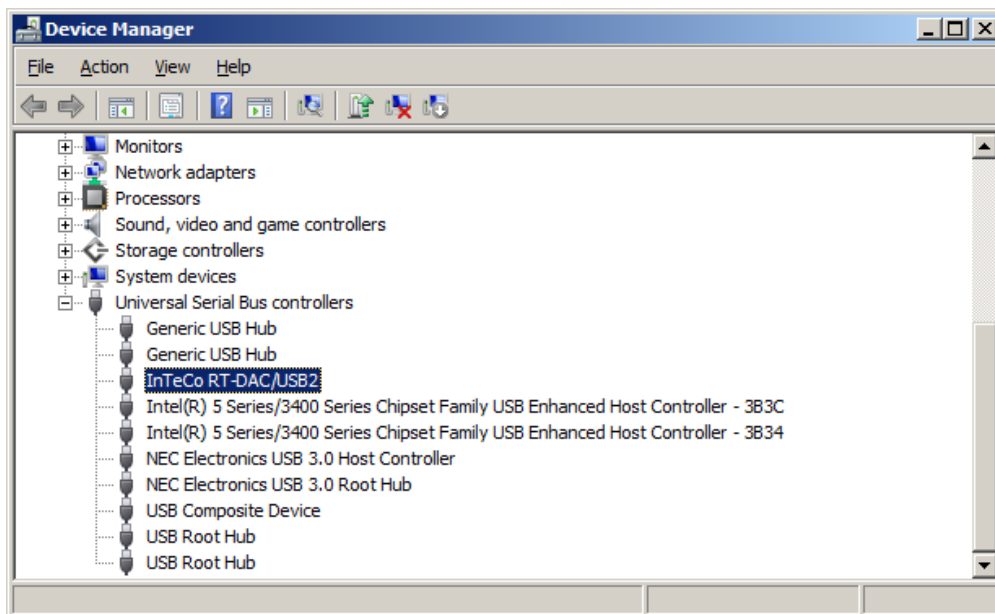 Device Manager
File Action View Help
Monitors
Network adapters
Processors
Sound, video and game controllers
Storage controllers
System devices
Universal Serial Bus controllers
Generic USB Hub
Generic USB Hub
InTeCo RT-DAC/USB2
Intel(R) 5 Series/3400 Series Chipset Family USB Enhanced Host Controller - 3B3C
Intel(R) 5 Series/3400 Series Chipset Family USB Enhanced Host Controller - 3B34
NEC Electronics USB 3.0 Host Controller
NEC Electronics USB 3.0 Root Hub
USB Composite Device
USB Root Hub
USB Root Hub